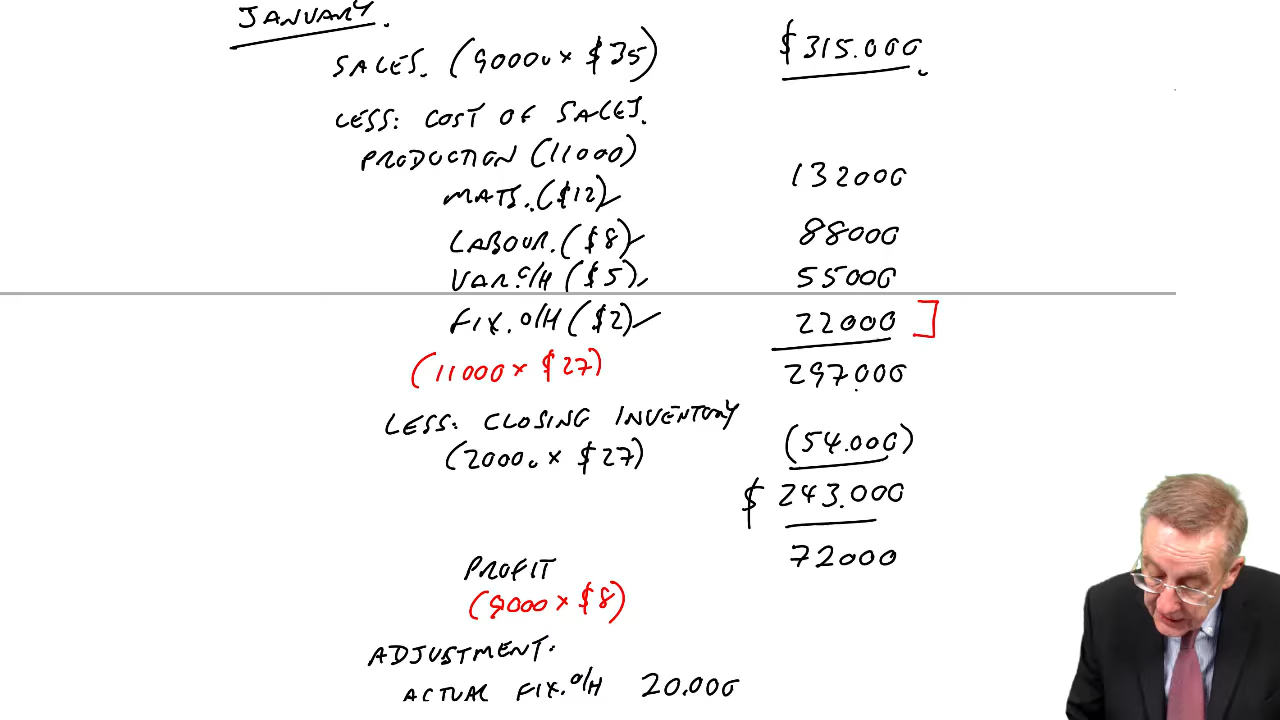 JANUARY.
SALES. (9000 × $35) $315.000
LESS: COST OF SALES.
PRODUCTION (11000)
MATS. ($12) 132000
LABOUR. ($8) 88000
VAR. O/H ($5) 55000
FIX. O/H ($2) 22000
(11000 × $27) 297000
LESS: CLOSING INVENTORY
(2000 × $27) (54.000)
$243.000
PROFIT 72000
(9000 × $8)
ADJUSTMENT:
ACTUAL FIX. O/H 20.000